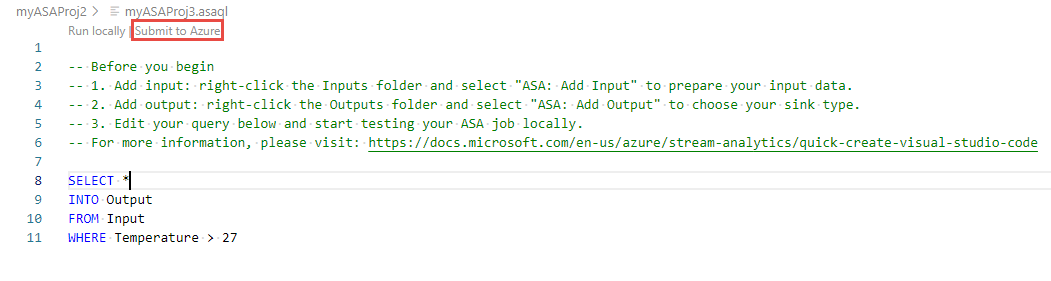 myASAProj2 > myASAProj3.asaql
Run locally | Submit to Azure
1
2 -- Before you begin
3 -- 1. Add input: right-click the Inputs folder and select "ASA: Add Input" to prepare your input data.
4 -- 2. Add output: right-click the Outputs folder and select "ASA: Add Output" to choose your sink type.
5 -- 3. Edit your query below and start testing your ASA job locally.
6 -- For more information, please visit: https://docs.microsoft.com/en-us/azure/stream-analytics/quick-create-visual-studio-code
7
8 SELECT *
9 INTO Output
10 FROM Input
11 WHERE Temperature > 27